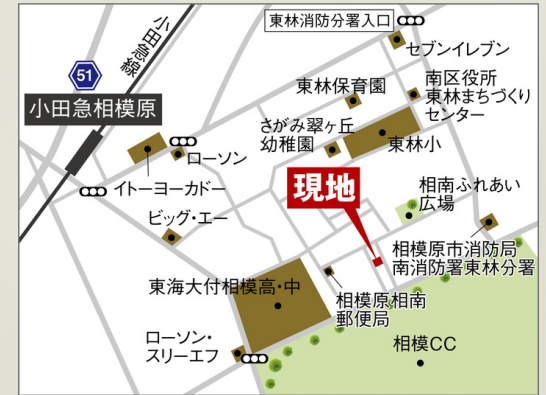 東林消防分署入口
小田急線
セブンイレブン
51
東林保育園
南区役所
東林まちづくり
センター
小田急相模原
さがみ翠ヶ丘
幼稚園
東林小
ローソン
イトーヨーカドー
現地
相南ふれあい
広場
ビッグ・エー
相模原市消防局
南消防署東林分署
東海大付相模高・中
相模原相南
郵便局
ローソン・
スリーエフ
相模CC